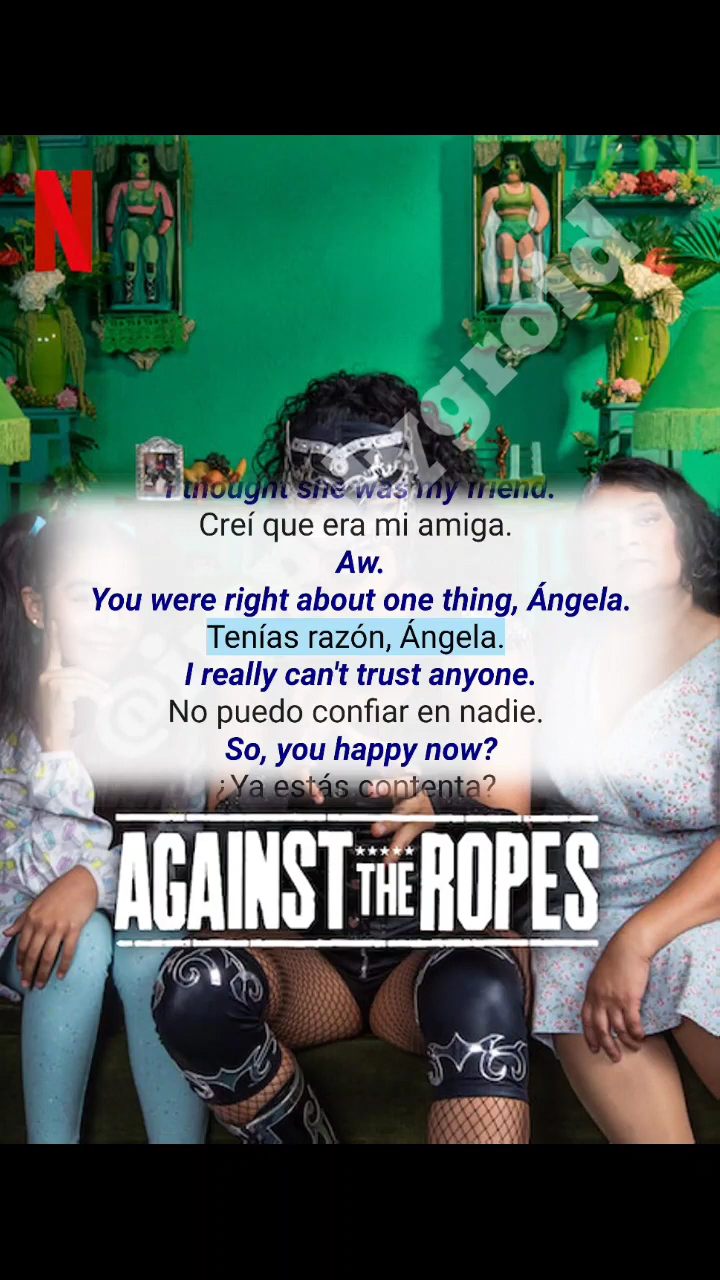 N
I thought she was my friend.
Creí que era mi amiga.
Aw.
You were right about one thing, Ángela.
Tenías razón, Ángela.
I really can't trust anyone.
No puedo confiar en nadie.
So, you happy now?
¿Ya estás contenta?
AGAINST THE ROPES